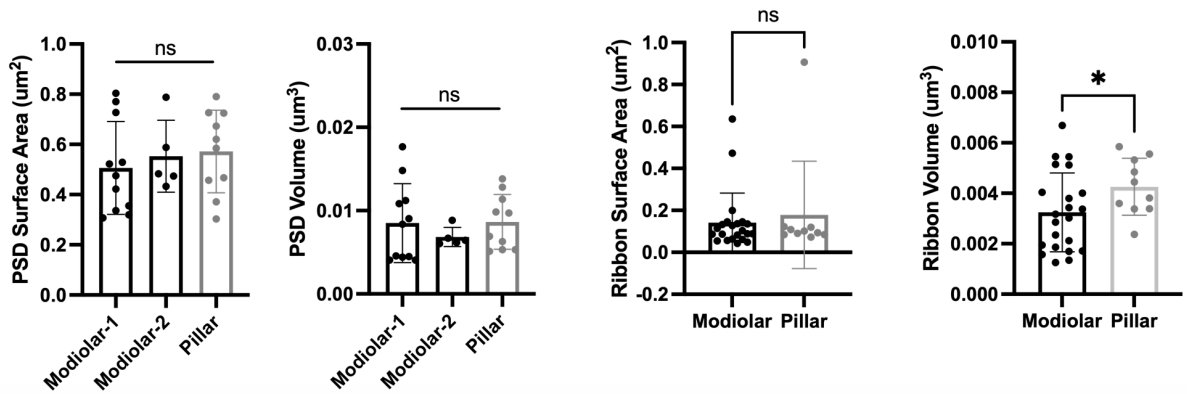 PSD Surface Area (um²)
1.0
0.8
0.6
0.4
0.2
0.0
ns
Modiolar-1
Modiolar-2
Pillar
PSD Volume (um³)
0.03
0.02
0.01
0.00
ns
Modiolar-1
Modiolar-2
Pillar
Ribbon Surface Area (um²)
1.0
0.8
0.6
0.4
0.2
0.0
-0.2
ns
Modiolar
Pillar
Ribbon Volume (um³)
0.010
0.008
0.006
0.004
0.002
0.000
*
Modiolar
Pillar